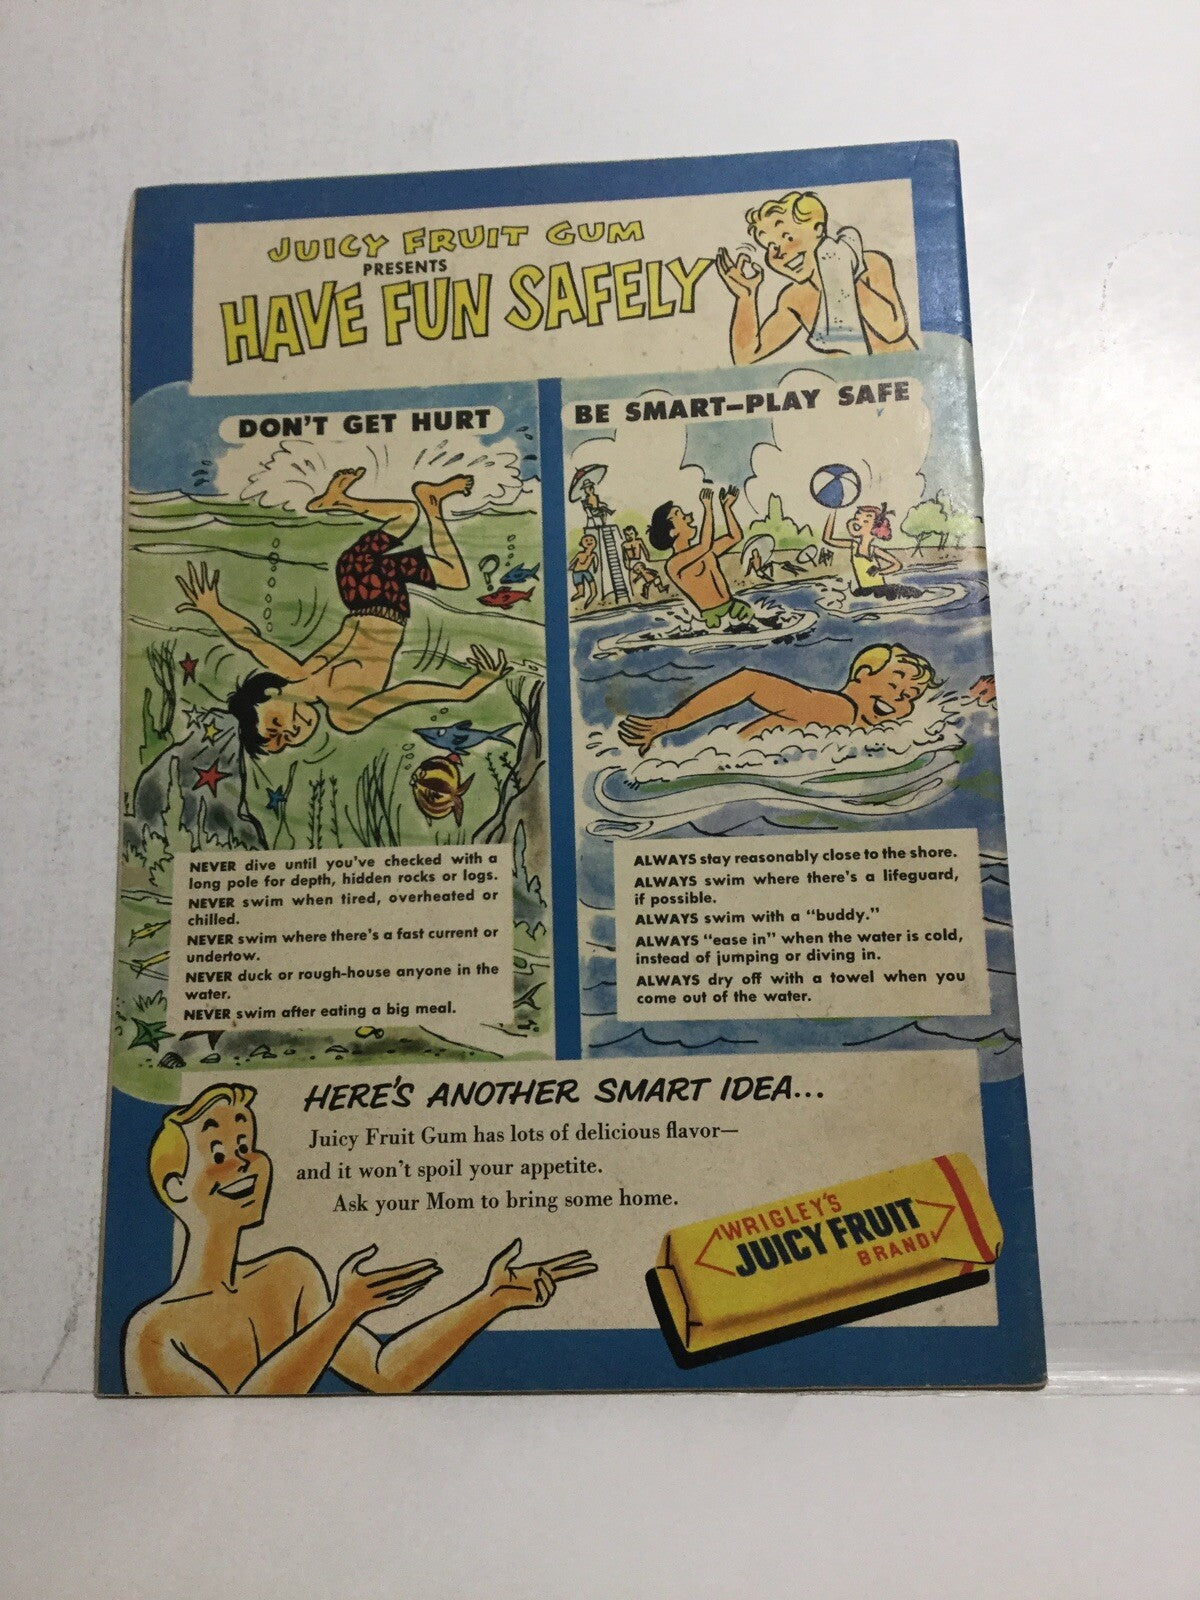 JUICY FRUIT GUM
PRESENTS
HAVE FUN SAFELY
DON'T GET HURT
NEVER dive until you've checked with a
long pole for depth, hidden rocks or logs.
NEVER swim when tired, overheated or
chilled.
NEVER swim where there's a fast current or
undertow.
NEVER duck or rough-house anyone in the
water.
NEVER swim after eating a big meal.
BE SMART—PLAY SAFE
ALWAYS stay reasonably close to the shore.
ALWAYS swim where there's a lifeguard,
if possible.
ALWAYS swim with a "buddy."
ALWAYS "ease in" when the water is cold,
instead of jumping or diving in.
ALWAYS dry off with a towel when you
come out of the water.
HERE'S ANOTHER SMART IDEA...
Juicy Fruit Gum has lots of delicious flavor—
and it won't spoil your appetite.
Ask your Mom to bring some home.
WRIGLEY'S
JUICY FRUIT
BRAND